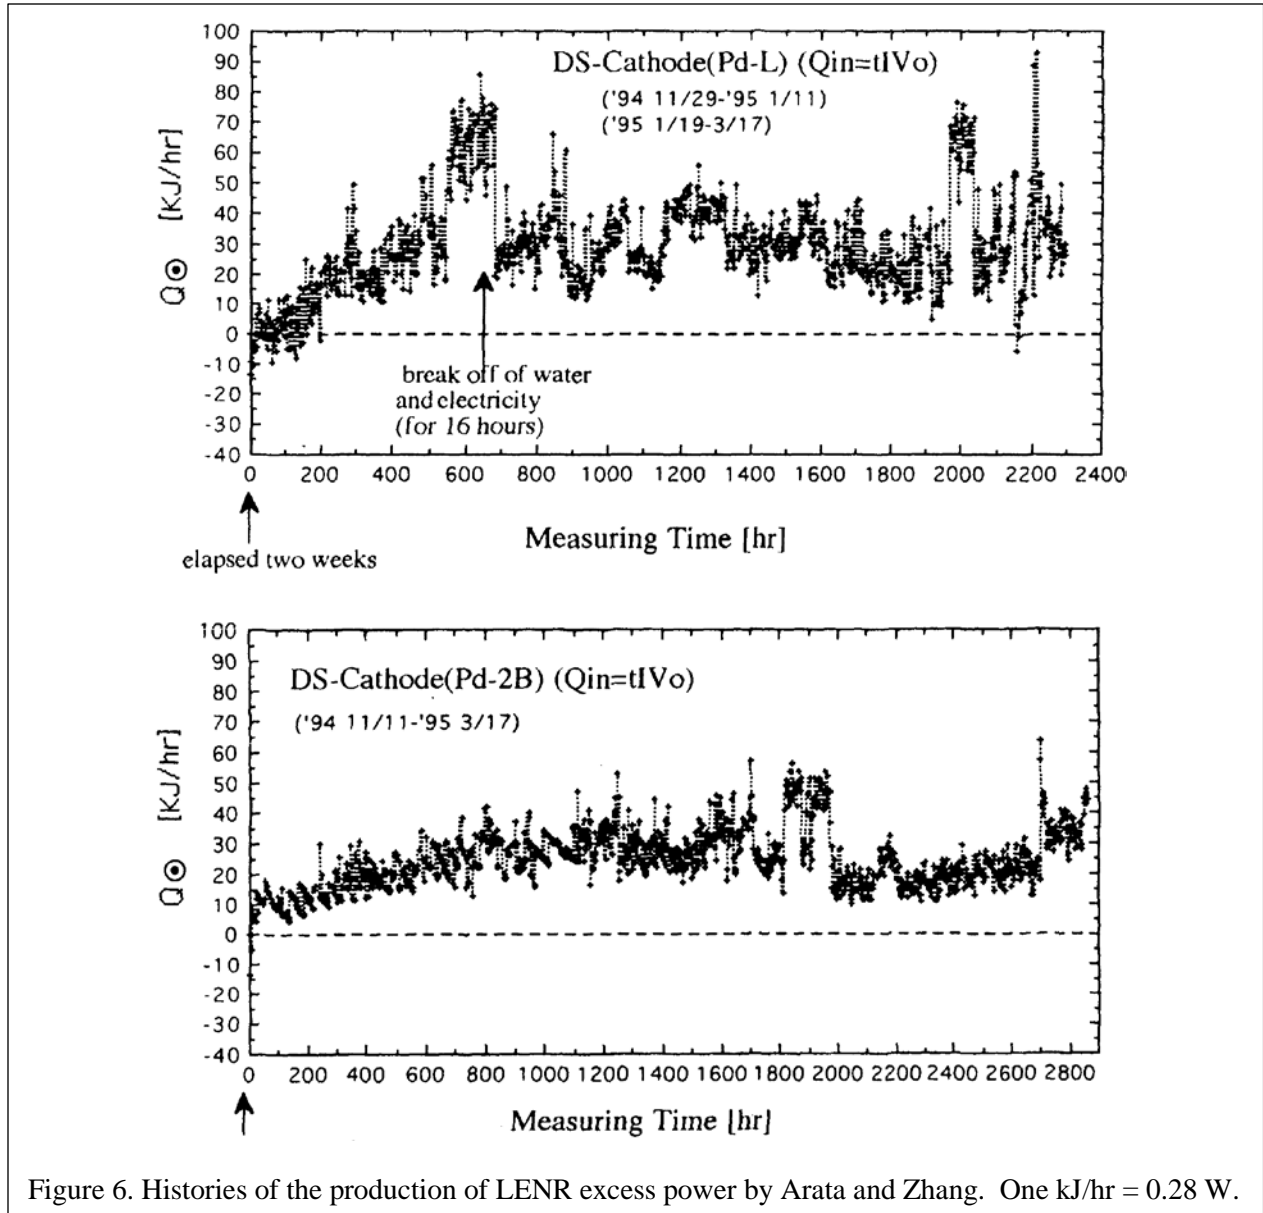 100
90
80
70
60
50
40
30
20
10
0
-10
-20
-30
-40
Q⊙ [KJ/hr]
DS-Cathode(Pd-L) (Qin=tIVo)
('94 11/29-'95 1/11)
('95 1/19-3/17)
break off of water
and electricity
(for 16 hours)
0 200 400 600 800 1000 1200 1400 1600 1800 2000 2200 2400
Measuring Time [hr]
elapsed two weeks
100
90
80
70
60
50
40
30
20
10
0
-10
-20
-30
-40
Q⊙ [KJ/hr]
DS-Cathode(Pd-2B) (Qin=tIVo)
('94 11/11-'95 3/17)
0 200 400 600 800 1000 1200 1400 1600 1800 2000 2200 2400 2600 2800
Measuring Time [hr]
Figure 6. Histories of the production of LENR excess power by Arata and Zhang. One kJ/hr = 0.28 W.